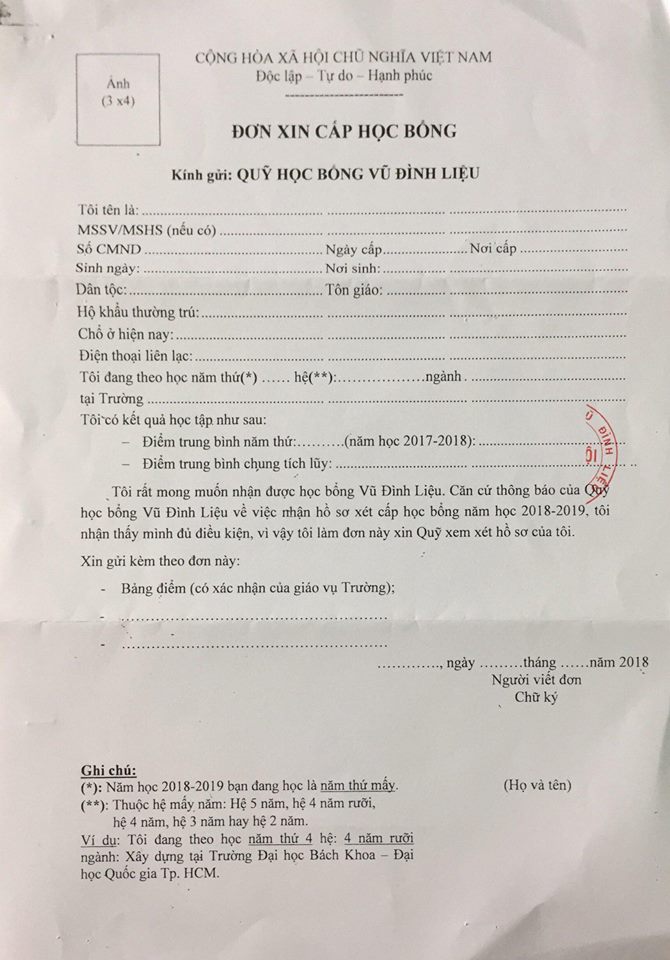 Ảnh
(3 x4)
CỘNG HÒA XÃ HỘI CHỦ NGHĨA VIỆT NAM
Độc lập – Tự do – Hạnh phúc
------------------------
ĐƠN XIN CẤP HỌC BỔNG
Kính gửi: QUỸ HỌC BỔNG VŨ ĐÌNH LIỆU
Tôi tên là: ................................................................................
MSSV/MSHS (nếu có) ................................................................
Số CMND .............................. Ngày cấp.................... Nơi cấp .....................
Sinh ngày: .............................. Nơi sinh: ..............................
Dân tộc: .............................. Tôn giáo: ..............................
Hộ khẩu thường trú: ................................................................
Chổ ở hiện nay: ................................................................
Điện thoại liên lạc: ................................................................
Tôi đang theo học năm thứ(*) …… hệ(**):………………..ngành ..............................
tại Trường ................................................................
Tôi có kết quả học tập như sau:
– Điểm trung bình năm thứ:………(năm học 2017-2018): ..............................
– Điểm trung bình chung tích lũy: ..............................
Ũ ĐÌNH LIỆU
ỘI
Tôi rất mong muốn nhận được học bổng Vũ Đình Liệu. Căn cứ thông báo của Quỹ
học bổng Vũ Đình Liệu về việc nhận hồ sơ xét cấp học bổng năm học 2018-2019, tôi
nhận thấy mình đủ điều kiện, vì vậy tôi làm đơn này xin Quỹ xem xét hồ sơ của tôi.
Xin gửi kèm theo đơn này:
- Bảng điểm (có xác nhận của giáo vụ Trường);
- ……………………………………………
- ……………………………………………
…………, ngày ………tháng ……năm 2018
Người viết đơn
Chữ ký
(Họ và tên)
Ghi chú:
(*): Năm học 2018-2019 bạn đang học là năm thứ mấy.
(**): Thuộc hệ mấy năm: Hệ 5 năm, hệ 4 năm rưỡi,
hệ 4 năm, hệ 3 năm hay hệ 2 năm.
Ví dụ: Tôi đang theo học năm thứ 4 hệ: 4 năm rưỡi
ngành: Xây dựng tại Trường Đại học Bách Khoa – Đại
học Quốc gia Tp. HCM.